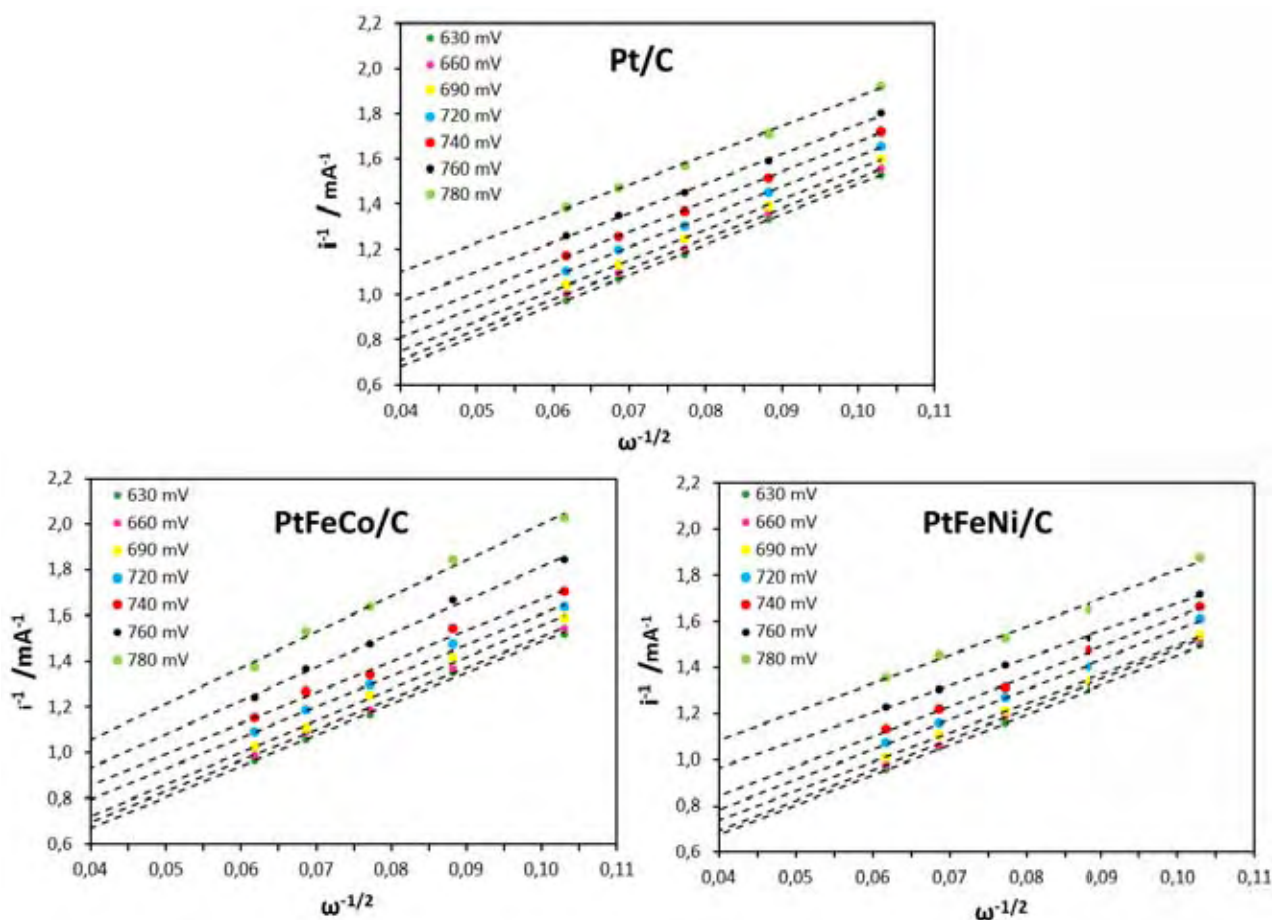 Pt/C
630 mV
660 mV
690 mV
720 mV
740 mV
760 mV
780 mV
i-1 / mA-1
2,2
2,0
1,8
1,6
1,4
1,2
1,0
0,8
0,6
0,04 0,05 0,06 0,07 0,08 0,09 0,10 0,11
ω-1/2
PtFeCo/C
630 mV
660 mV
690 mV
720 mV
740 mV
760 mV
780 mV
i-1 /mA-1
2,2
2,0
1,8
1,6
1,4
1,2
1,0
0,8
0,6
0,04 0,05 0,06 0,07 0,08 0,09 0,10 0,11
ω-1/2
PtFeNi/C
630 mV
660 mV
690 mV
720 mV
740 mV
760 mV
780 mV
i-1 /mA-1
2,2
2,0
1,8
1,6
1,4
1,2
1,0
0,8
0,6
0,04 0,05 0,06 0,07 0,08 0,09 0,10 0,11
ω-1/2